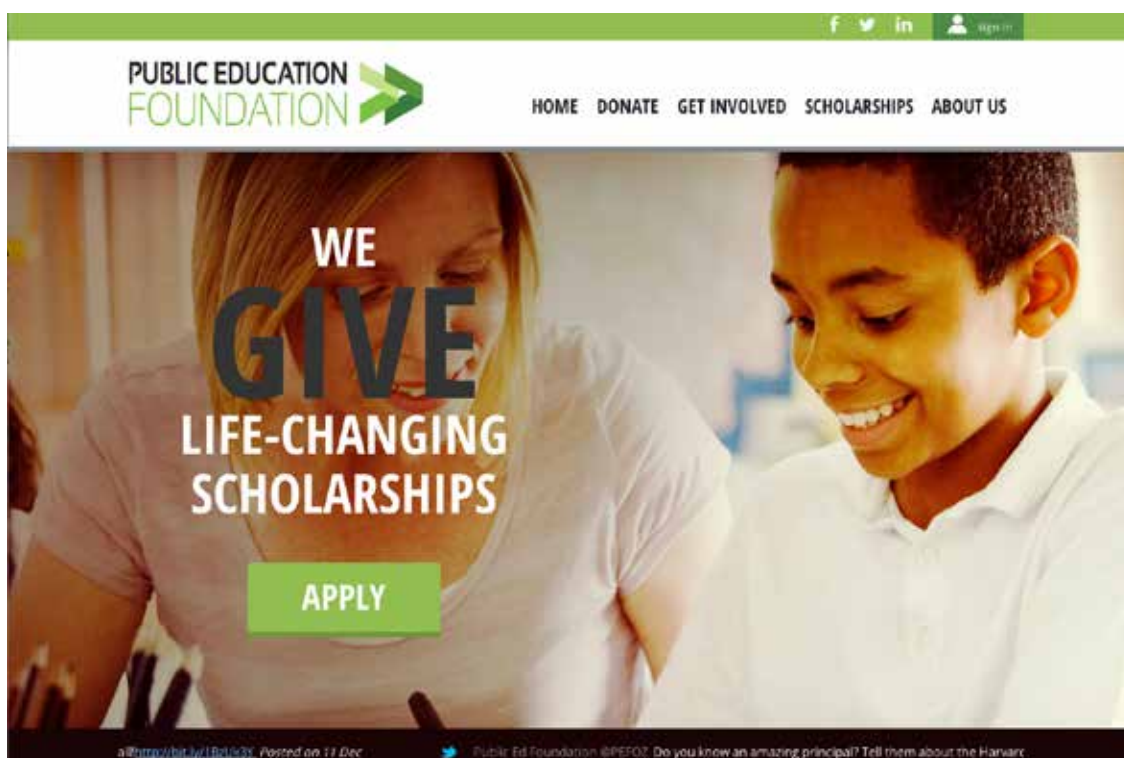 f in Sign in
PUBLIC EDUCATION
FOUNDATION
HOME DONATE GET INVOLVED SCHOLARSHIPS ABOUT US
WE
GIVE
LIFE-CHANGING
SCHOLARSHIPS
APPLY
Posted on 11 Dec Public Ed Foundation @PEFOZ Do you know an amazing principal? Tell them about the Harvard